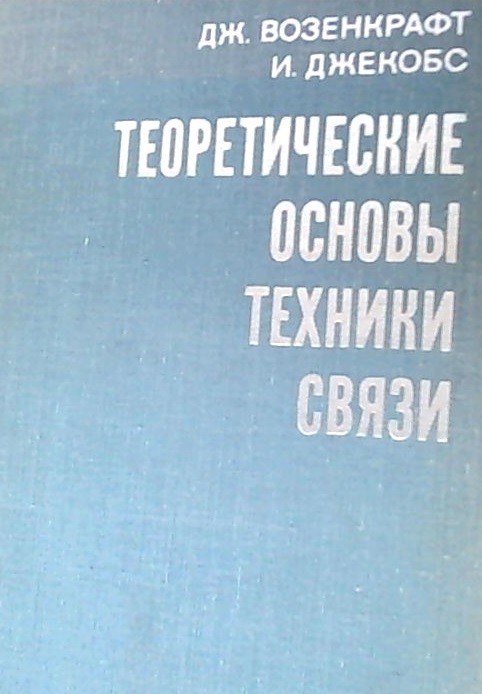 ДЖ. ВОЗЕНКРАФТ
И. ДЖЕКОБС
ТЕОРЕТИЧЕСКИЕ
ОСНОВЫ
ТЕХНИКИ
СВЯЗИ